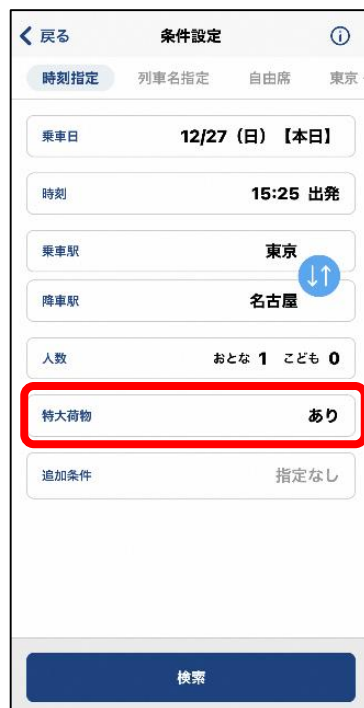 戻る 条件設定
時刻指定 列車名指定 自由席 東京
乗車日 12/27（日）【本日】
時刻 15:25 出発
乗車駅 東京
降車駅 名古屋
人数 おとな 1 こども 0
特大荷物 あり
追加条件 指定なし
検索